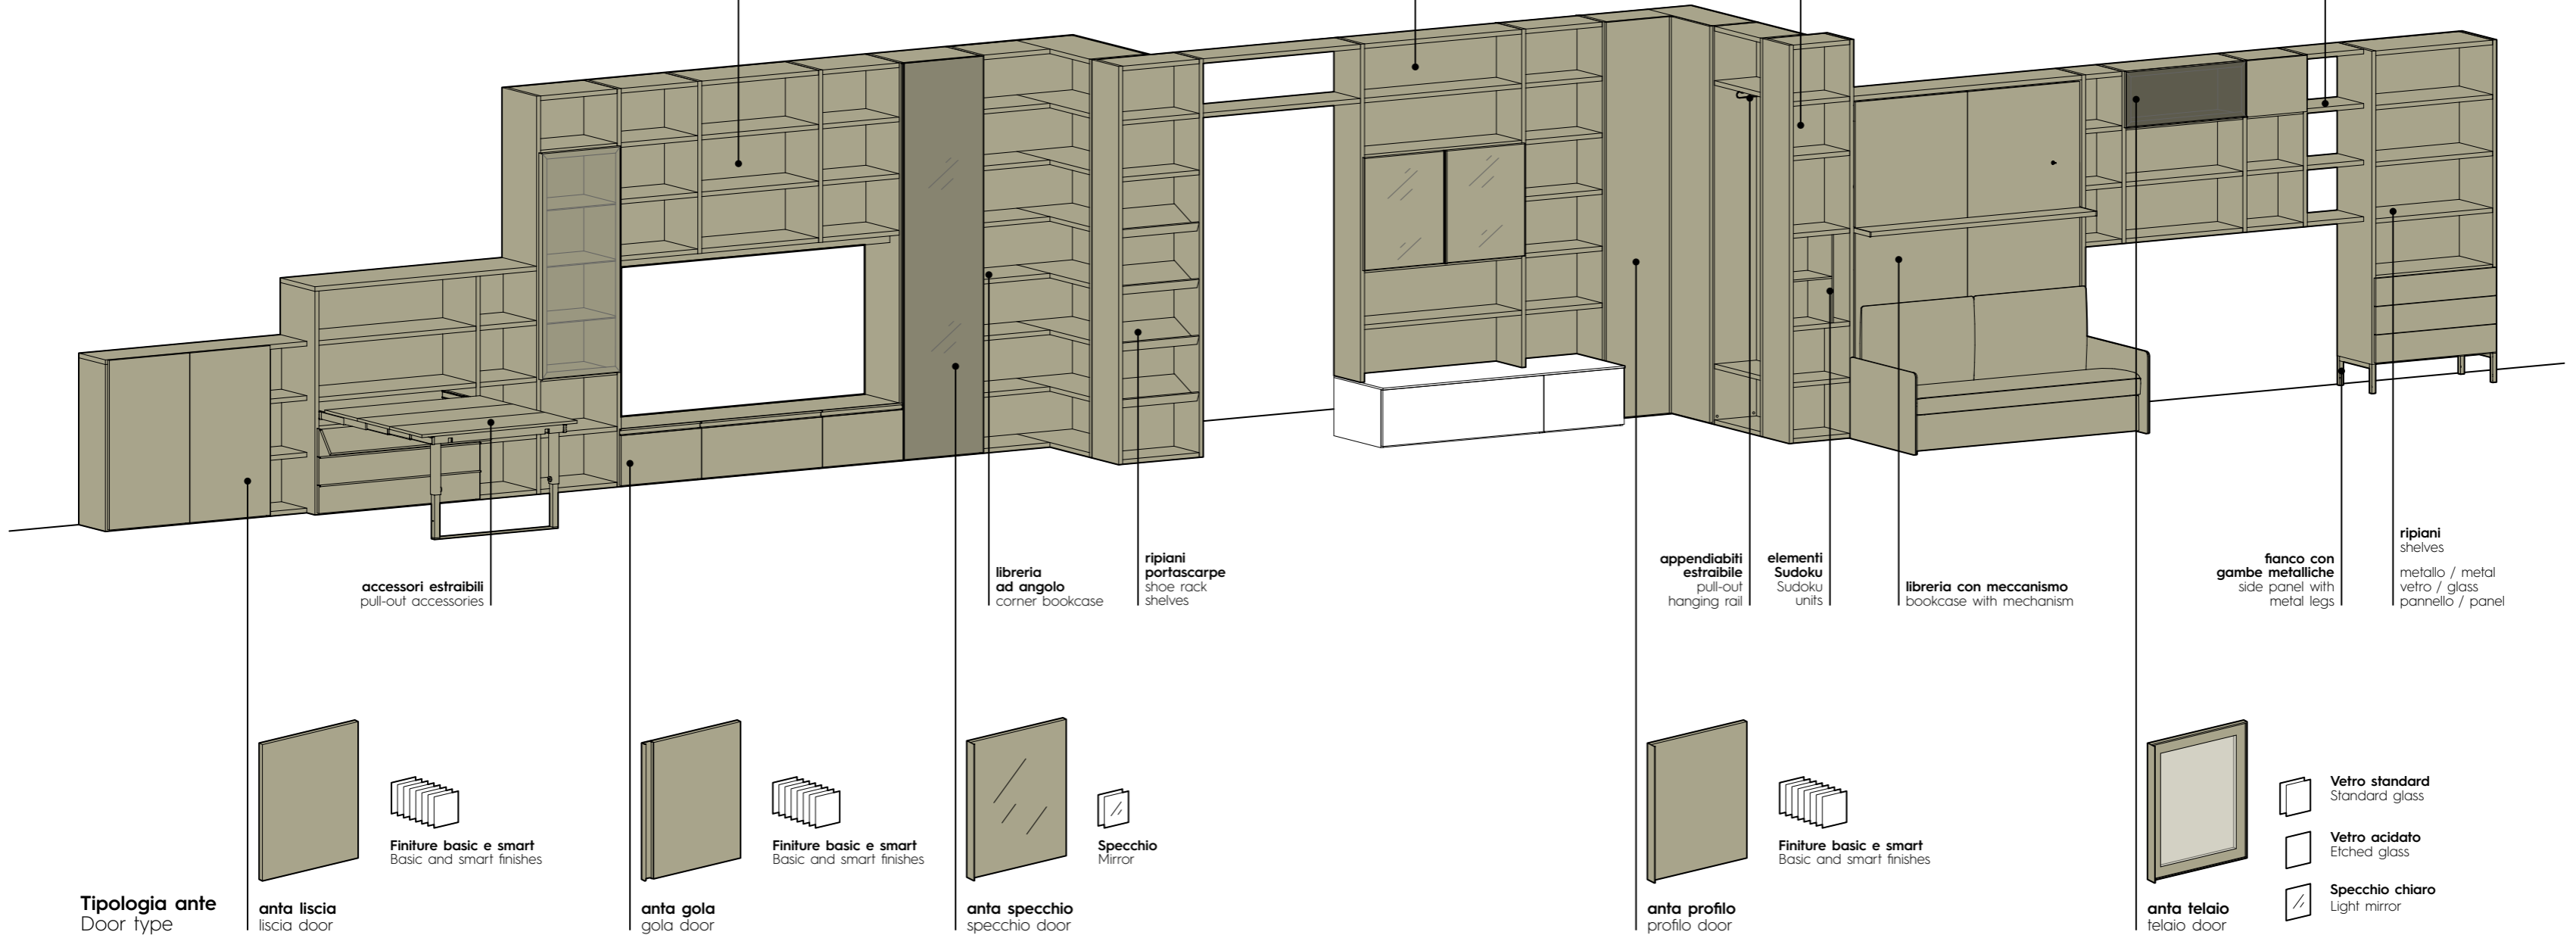 accessori estraibili
pull-out accessories
libreria
ad angolo
corner bookcase
ripiani
portascarpe
shoe rack
shelves
appendiabiti
estraibile
pull-out
hanging rail
elementi
Sudoku
Sudoku
units
libreria con meccanismo
bookcase with mechanism
fianco con
gambe metalliche
side panel with
metal legs
ripiani
shelves
metallo / metal
vetro / glass
pannello / panel
Tipologia ante
Door type
anta liscia
liscia door
Finiture basic e smart
Basic and smart finishes
anta gola
gola door
Finiture basic e smart
Basic and smart finishes
anta specchio
specchio door
Specchio
Mirror
anta profilo
profilo door
Finiture basic e smart
Basic and smart finishes
anta telaio
telaio door
Vetro standard
Standard glass
Vetro acidato
Etched glass
Specchio chiaro
Light mirror